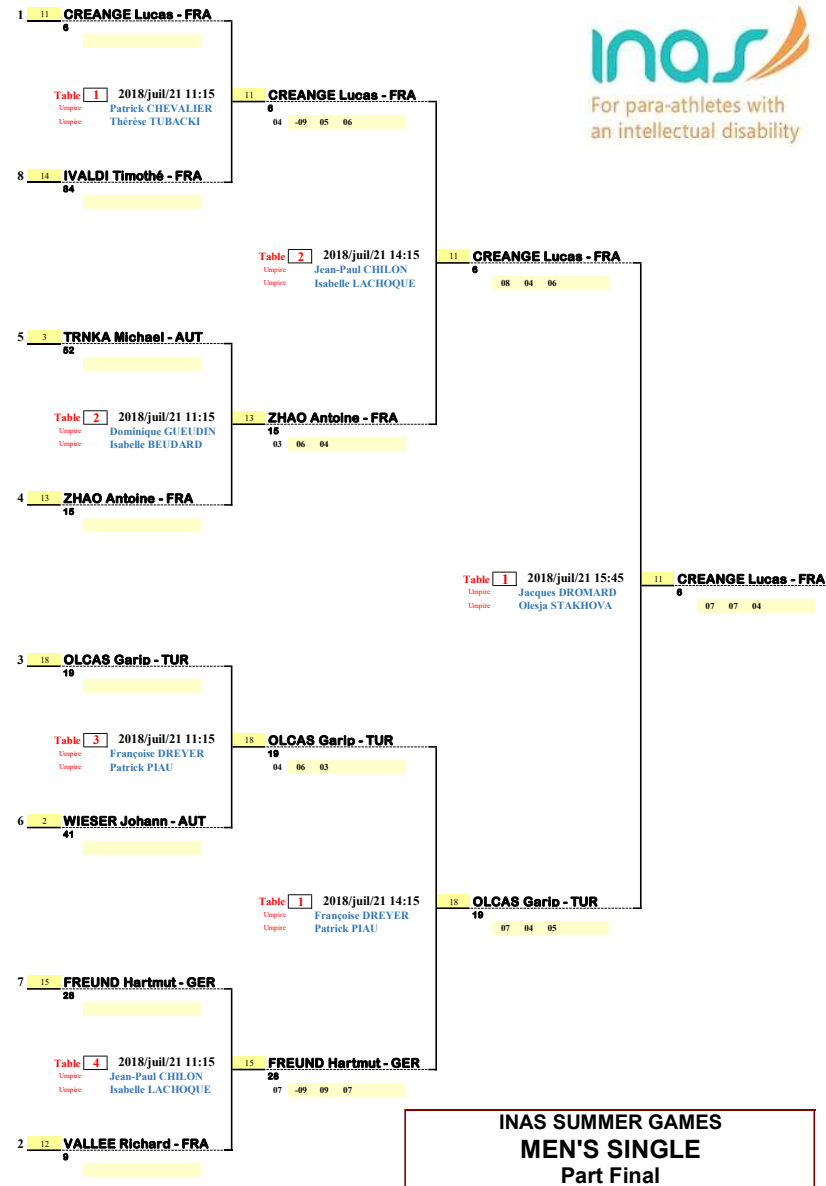 1 11 CREANGE Lucas - FRA
6
inas
For para-athletes with
an intellectual disability
Table 1 2018/juil/21 11:15
Umpire Patrick CHEVALIER
Umpire Thérèse TUBACKI
11 CREANGE Lucas - FRA
6
04 -09 05 06
8 14 IVALDI Timothé - FRA
84
Table 2 2018/juil/21 14:15
Umpire Jean-Paul CHILON
Umpire Isabelle LACHOQUE
11 CREANGE Lucas - FRA
6
08 04 06
5 3 TRNKA Michael - AUT
52
Table 2 2018/juil/21 11:15
Umpire Dominique GUEUDIN
Umpire Isabelle BEUDARD
13 ZHAO Antoine - FRA
15
03 06 04
4 13 ZHAO Antoine - FRA
15
Table 1 2018/juil/21 15:45
Umpire Jacques DROMARD
Umpire Olesja STAKHOVA
11 CREANGE Lucas - FRA
6
07 07 04
3 18 OLCAS Garip - TUR
19
Table 3 2018/juil/21 11:15
Umpire Françoise DREYER
Umpire Patrick PIAU
18 OLCAS Garip - TUR
19
04 06 03
6 2 WIESER Johann - AUT
41
Table 1 2018/juil/21 14:15
Umpire Françoise DREYER
Umpire Patrick PIAU
18 OLCAS Garip - TUR
19
07 04 05
7 15 FREUND Hartmut - GER
28
Table 4 2018/juil/21 11:15
Umpire Jean-Paul CHILON
Umpire Isabelle LACHOQUE
15 FREUND Hartmut - GER
28
07 -09 09 07
2 12 VALLEE Richard - FRA
9
INAS SUMMER GAMES
MEN'S SINGLE
Part Final